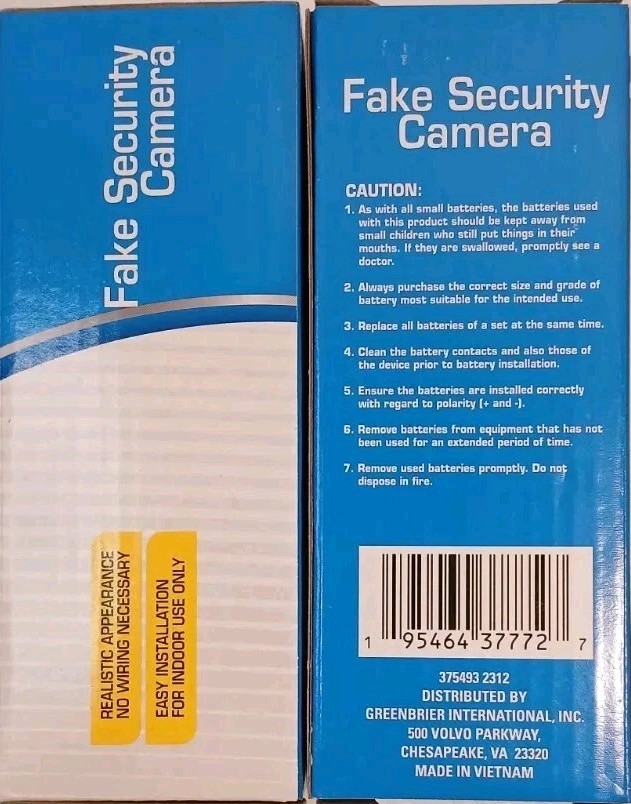 Fake Security
Camera
REALISTIC APPEARANCE
NO WIRING NECESSARY
EASY INSTALLATION
FOR INDOOR USE ONLY
Fake Security
Camera
CAUTION:
1. As with all small batteries, the batteries used
with this product should be kept away from
small children who still put things in their
mouths. If they are swallowed, promptly see a
doctor.
2. Always purchase the correct size and grade of
battery most suitable for the intended use.
3. Replace all batteries of a set at the same time.
4. Clean the battery contacts and also those of
the device prior to battery installation.
5. Ensure the batteries are installed correctly
with regard to polarity (+ and -).
6. Remove batteries from equipment that has not
been used for an extended period of time.
7. Remove used batteries promptly. Do not
dispose in fire.
1 95464 37772 7
375493 2312
DISTRIBUTED BY
GREENBRIER INTERNATIONAL, INC.
500 VOLVO PARKWAY,
CHESAPEAKE, VA 23320
MADE IN VIETNAM